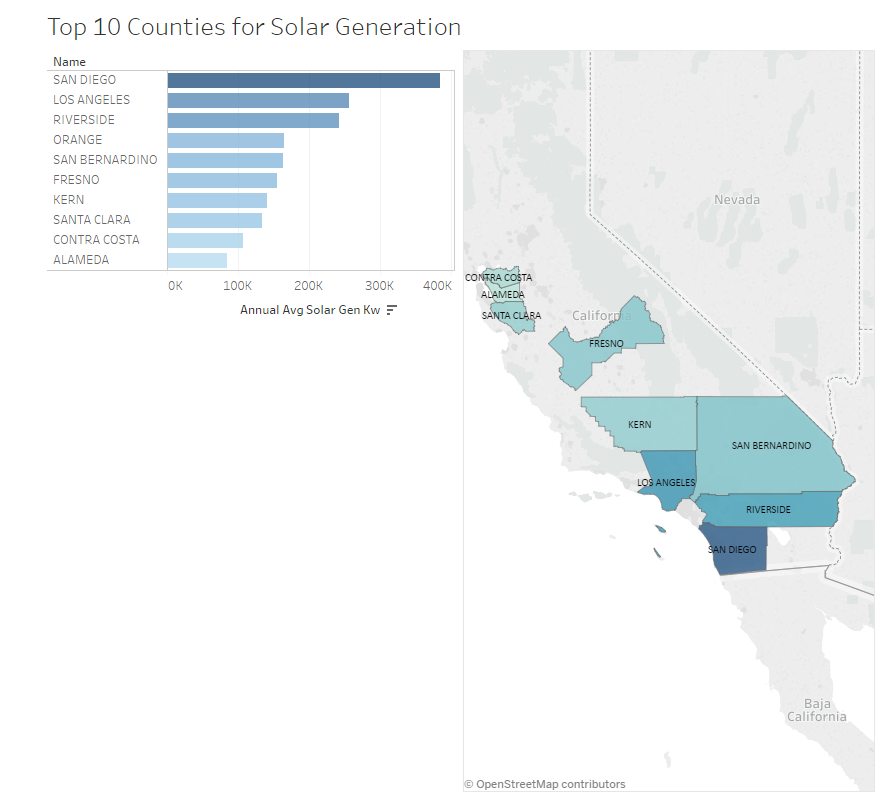 Top 10 Counties for Solar Generation
Name
SAN DIEGO
LOS ANGELES
RIVERSIDE
ORANGE
SAN BERNARDINO
FRESNO
KERN
SANTA CLARA
CONTRA COSTA
ALAMEDA
0K 100K 200K 300K 400K
Annual Avg Solar Gen Kw
Nevada
CONTRA COSTA
ALAMEDA
SANTA CLARA
California
FRESNO
KERN
SAN BERNARDINO
LOS ANGELES
RIVERSIDE
SAN DIEGO
Baja
California
© OpenStreetMap contributors